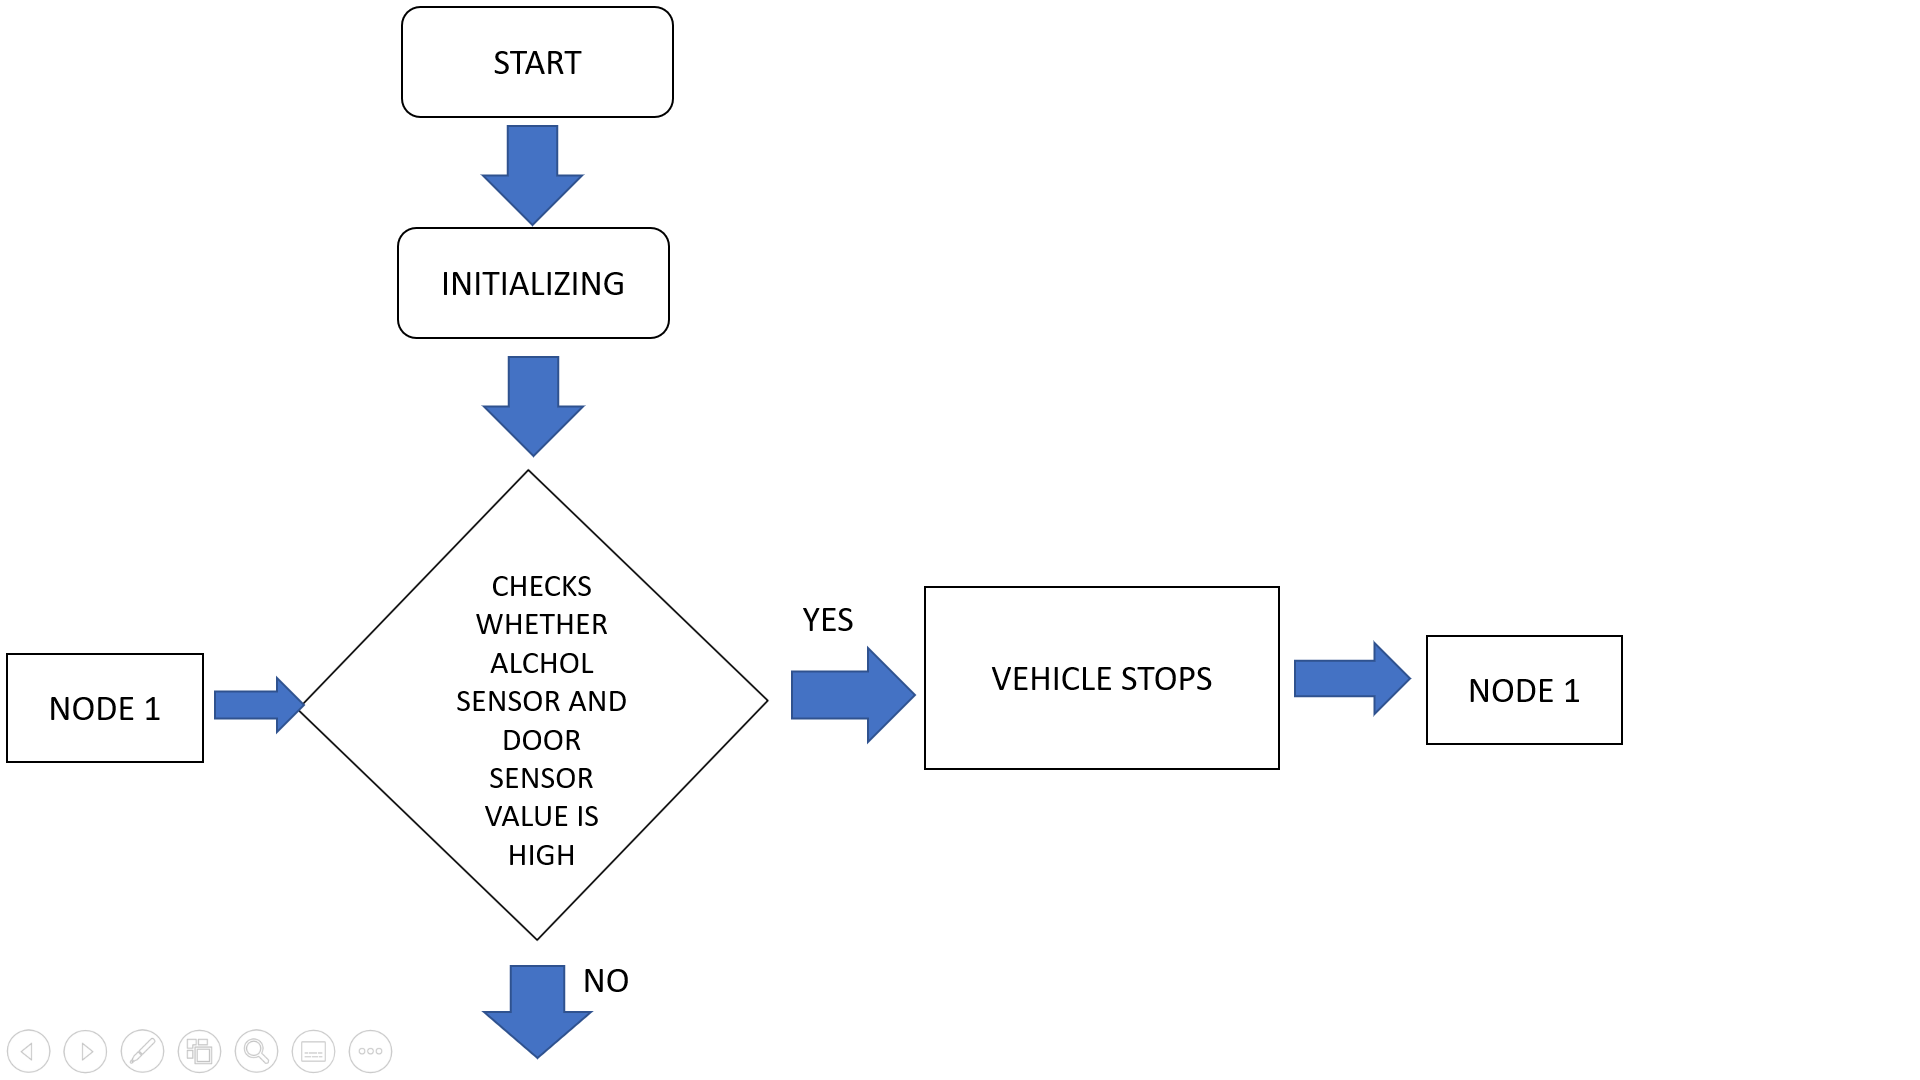 START
INITIALIZING
CHECKS
WHETHER
ALCHOL
SENSOR AND
DOOR
SENSOR
VALUE IS
HIGH
YES
VEHICLE STOPS
NODE 1
NODE 1
NO